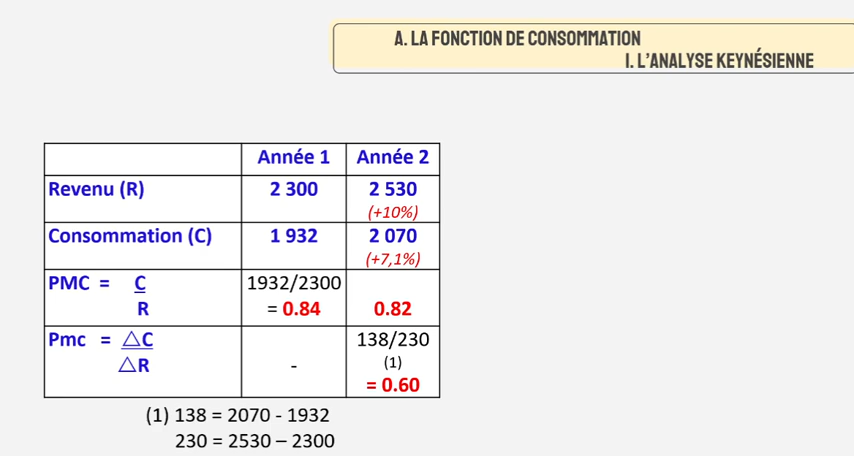 A. LA FONCTION DE CONSOMMATION
I. L'ANALYSE KEYNÉSIENNE
Année 1 Année 2
Revenu (R) 2 300 2 530
(+10%)
Consommation (C) 1 932 2 070
(+7,1%)
PMC = C 1932/2300
R = 0.84 0.82
Pmc = △C 138/230
△R - (1)
= 0.60
(1) 138 = 2070 - 1932
230 = 2530 – 2300